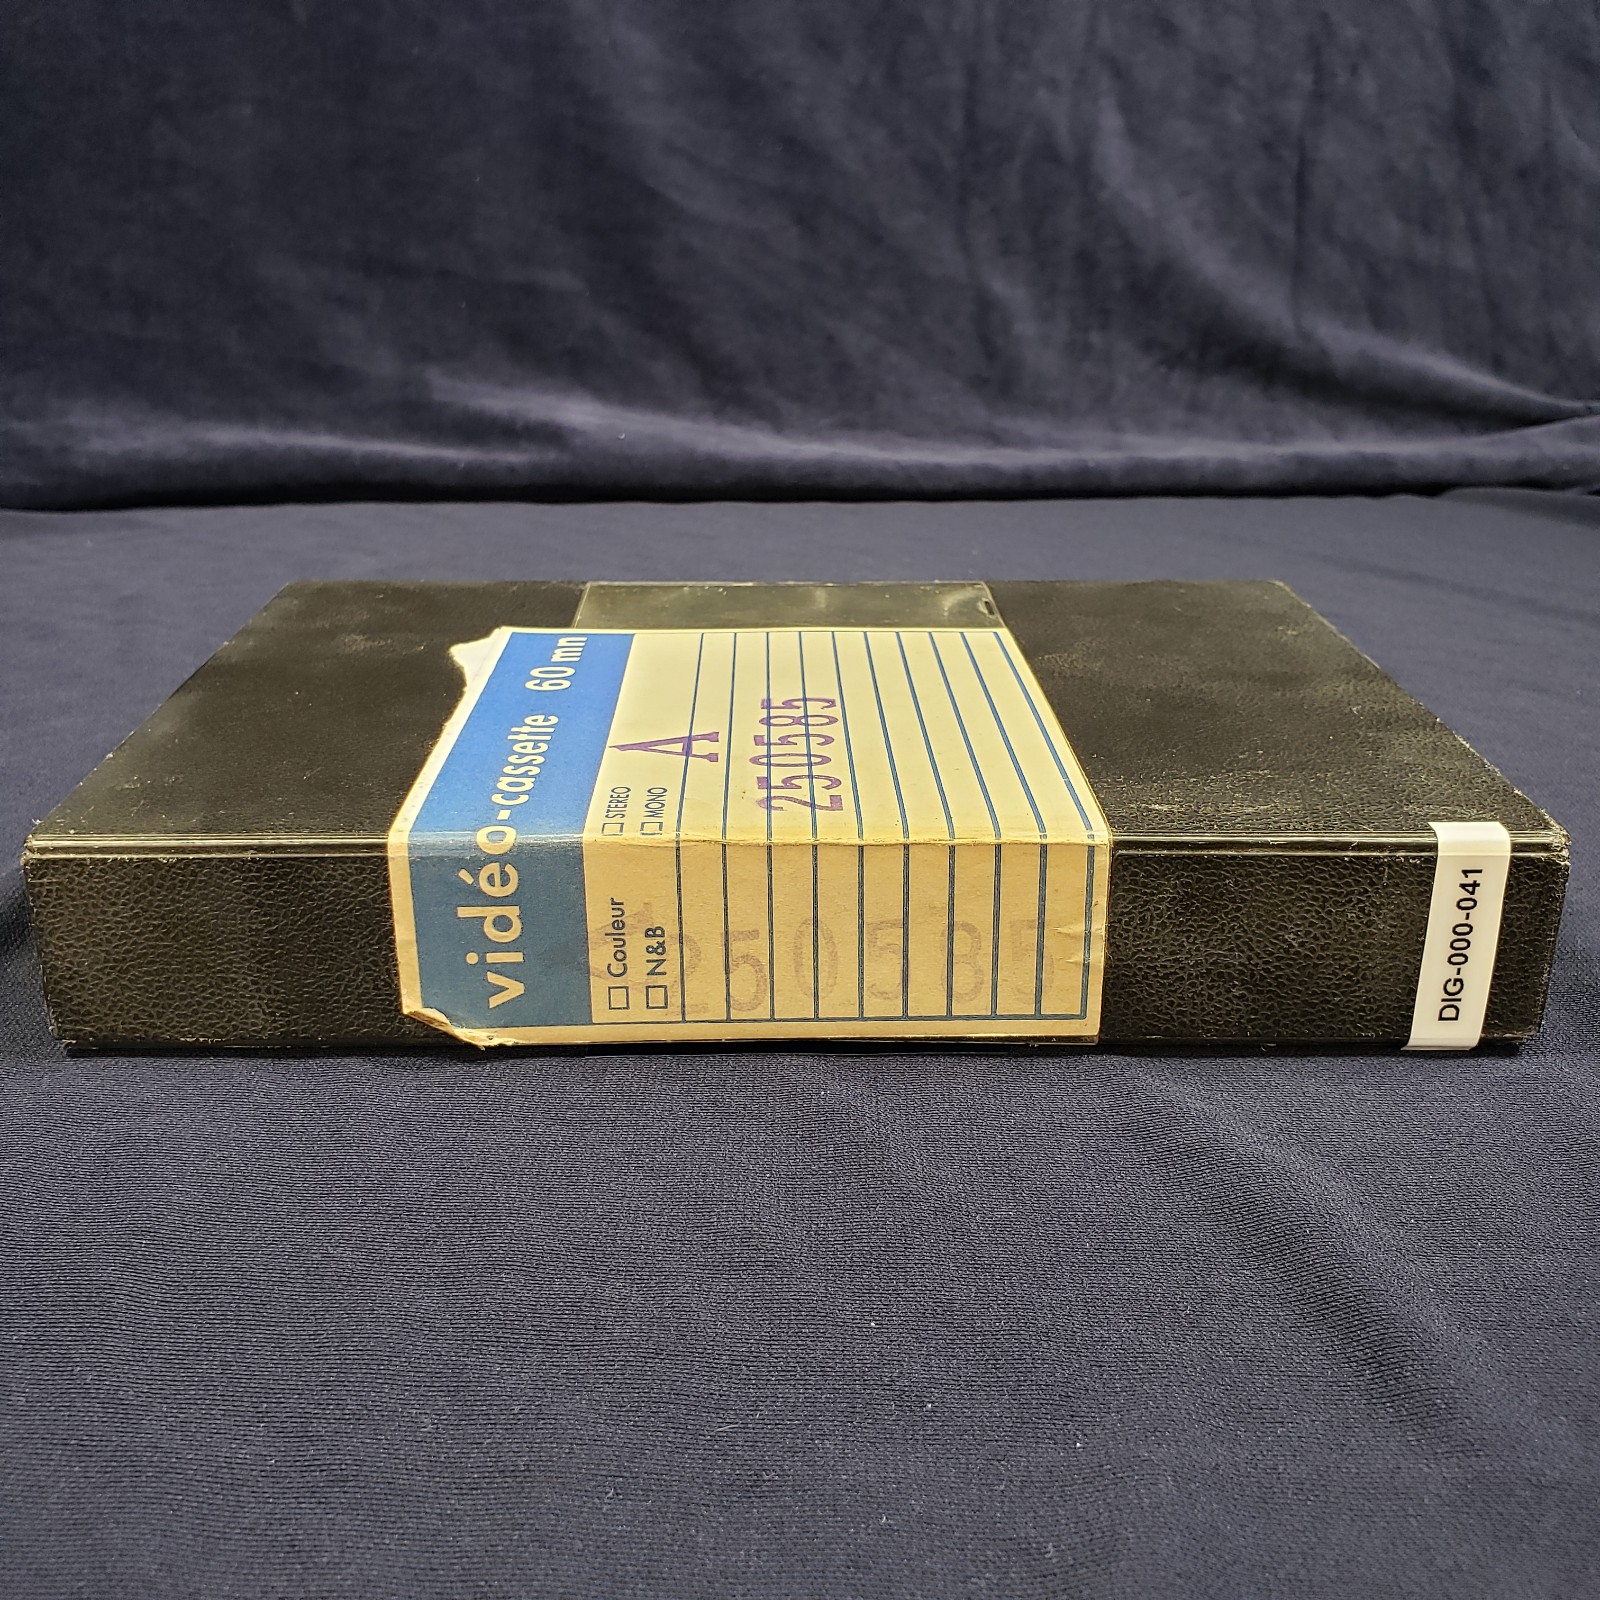 vidéo-cassette 60 mn
☐ STEREO
☐ MONO
A
250585
☐ Couleur
☐ N&B
250585
DIG-000-041